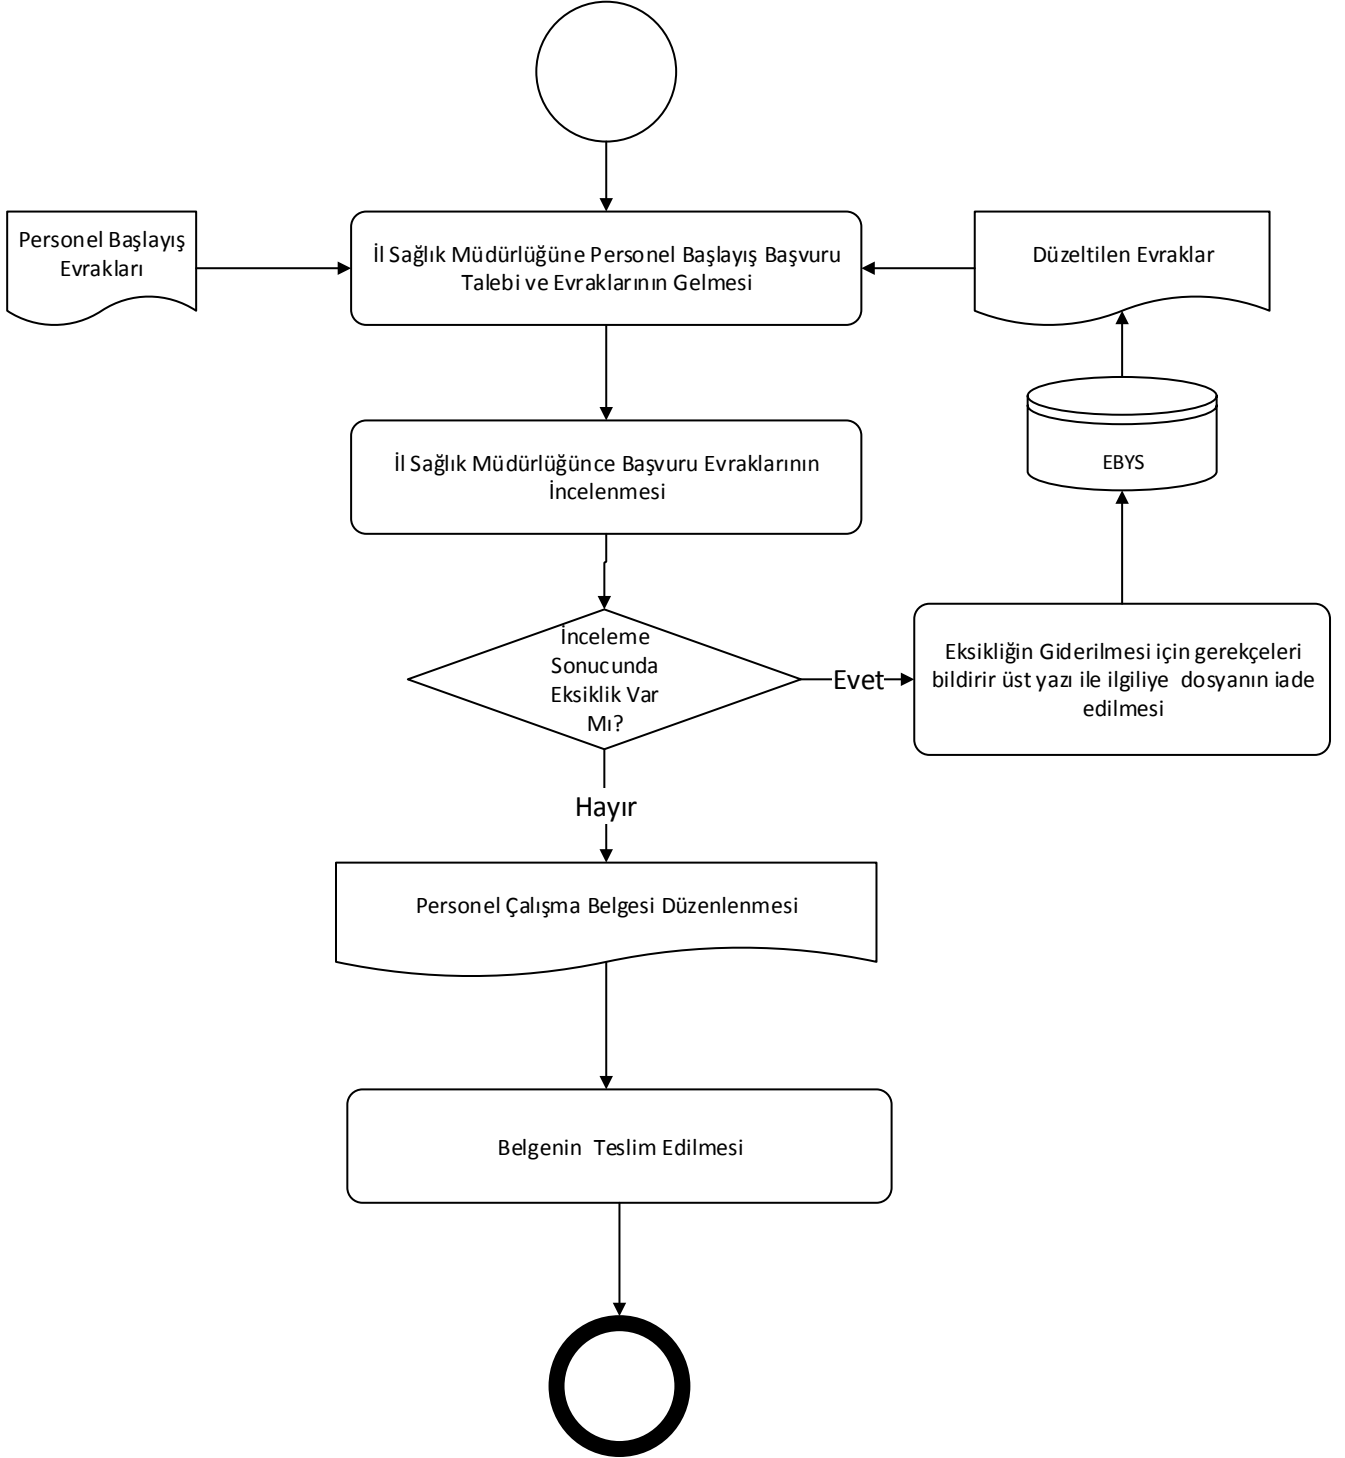 Personel Başlayış
Evrakları
İl Sağlık Müdürlüğüne Personel Başlayış Başvuru
Talebi ve Evraklarının Gelmesi
Düzeltilen Evraklar
İl Sağlık Müdürlüğünce Başvuru Evraklarının
İncelenmesi
EBYS
İnceleme
Sonucunda
Eksiklik Var
Mı?
Evet
Eksikliğin Giderilmesi için gerekçeleri
bildirir üst yazı ile ilgiliye dosyanın iade
edilmesi
Hayır
Personel Çalışma Belgesi Düzenlenmesi
Belgenin Teslim Edilmesi